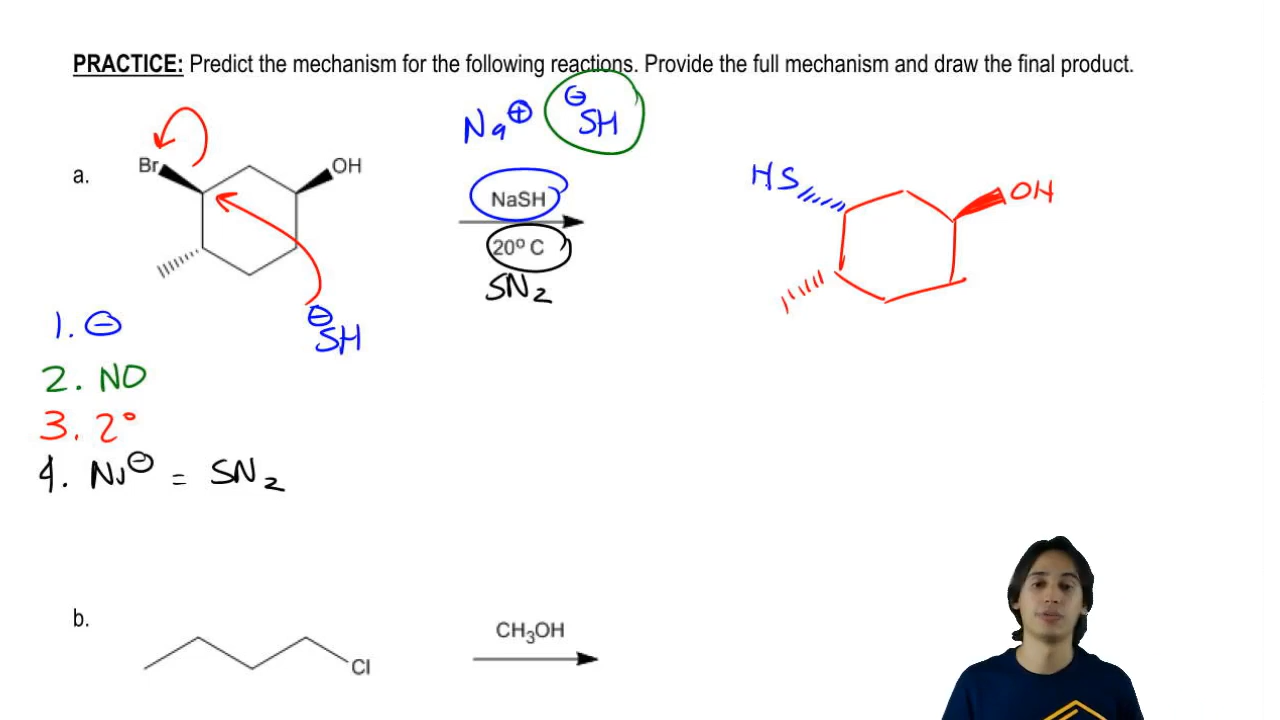 PRACTICE: Predict the mechanism for the following reactions. Provide the full mechanism and draw the final product.
Na⊕ ⊖SH
a.
Br
OH
NaSH
20º C
SN2
HS
OH
⊖SH
1. ⊖
2. NO
3. 2°
4. Nu⊖ = SN2
b.
Cl
CH3OH